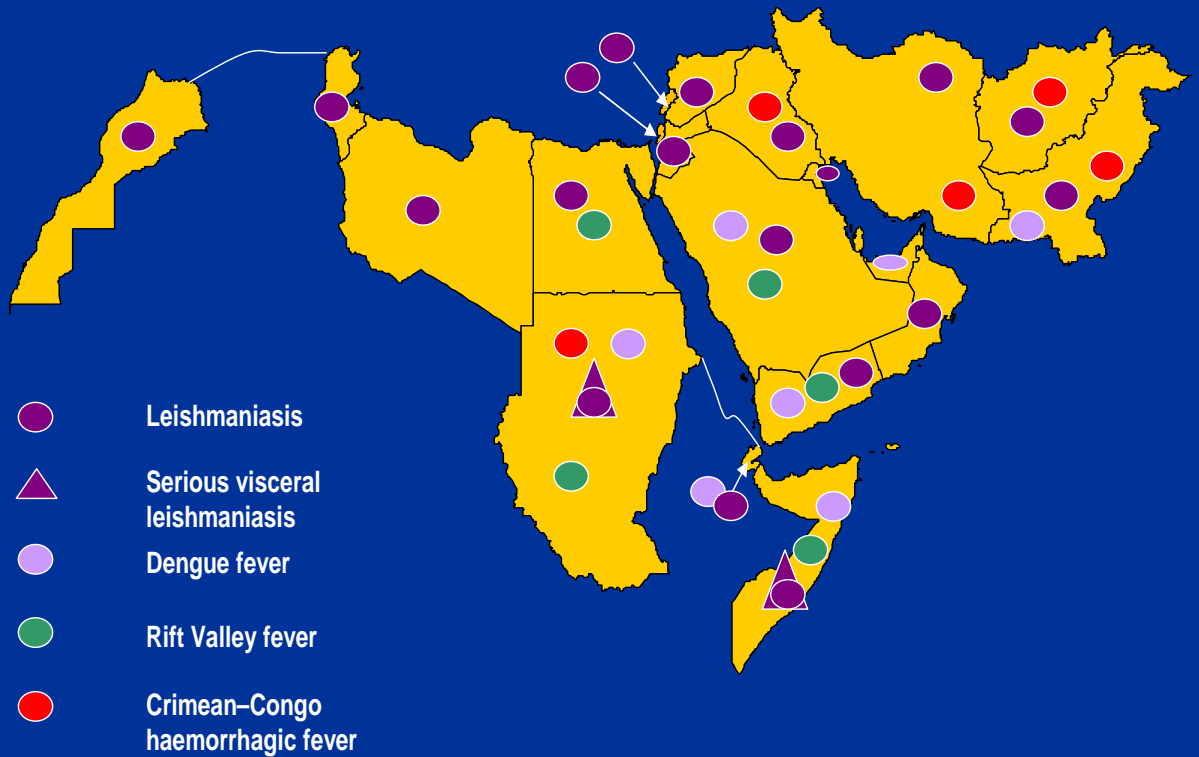 Leishmaniasis
Serious visceral
leishmaniasis
Dengue fever
Rift Valley fever
Crimean–Congo
haemorrhagic fever